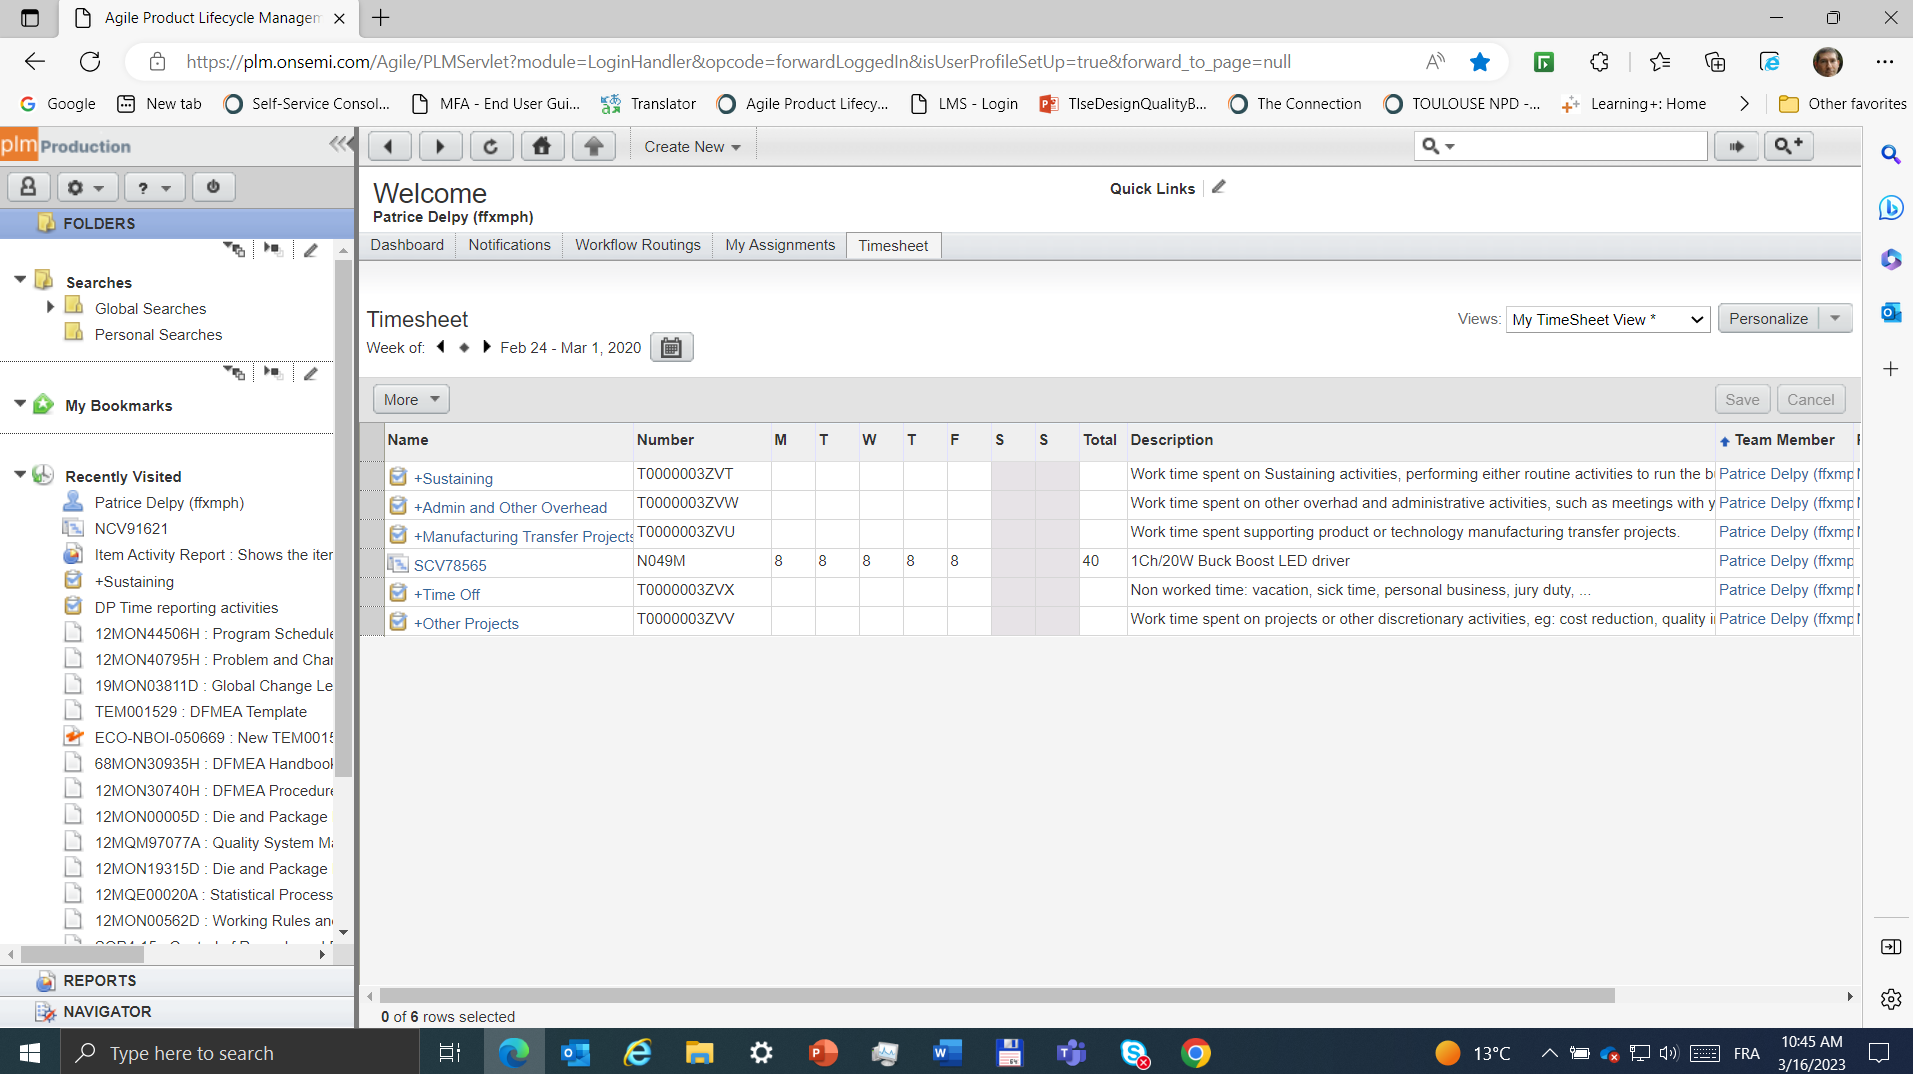 Agile Product Lifecycle Managem
https://plm.onsemi.com/Agile/PLMServlet?module=LoginHandler&opcode=forwardLoggedIn&isUserProfileSetUp=true&forward_to_page=null
Google New tab Self-Service Consol... MFA - End User Gui... Translator Agile Product Lifecy... LMS - Login TlseDesignQualityB... The Connection TOULOUSE NPD -... Learning+: Home Other favorites
plm Production
Create New
FOLDERS
Searches
Global Searches
Personal Searches
My Bookmarks
Recently Visited
Patrice Delpy (ffxmph)
NCV91621
Item Activity Report : Shows the iter
+Sustaining
DP Time reporting activities
12MON44506H : Program Schedule
12MON40795H : Problem and Char
19MON03811D : Global Change Le
TEM001529 : DFMEA Template
ECO-NBOI-050669 : New TEM0015
68MON30935H : DFMEA Handbook
12MON30740H : DFMEA Procedure
12MON00005D : Die and Package
12MQM97077A : Quality System Ma
12MON19315D : Die and Package
12MQE00020A : Statistical Process
12MON00562D : Working Rules and
REPORTS
NAVIGATOR
Welcome
Patrice Delpy (ffxmph)
Quick Links
Dashboard Notifications Workflow Routings My Assignments Timesheet
Timesheet
Views: My TimeSheet View * Personalize
Week of: Feb 24 - Mar 1, 2020
More Save Cancel
Name Number M T W T F S S Total Description Team Member
+Sustaining T0000003ZVT Work time spent on Sustaining activities, performing either routine activities to run the b Patrice Delpy (ffxmp
+Admin and Other Overhead T0000003ZVW Work time spent on other overhad and administrative activities, such as meetings with y Patrice Delpy (ffxmp
+Manufacturing Transfer Projects T0000003ZVU Work time spent supporting product or technology manufacturing transfer projects. Patrice Delpy (ffxmp
SCV78565 N049M 8 8 8 8 8 40 1Ch/20W Buck Boost LED driver Patrice Delpy (ffxmp
+Time Off T0000003ZVX Non worked time: vacation, sick time, personal business, jury duty, ... Patrice Delpy (ffxmp
+Other Projects T0000003ZVV Work time spent on projects or other discretionary activities, eg: cost reduction, quality i Patrice Delpy (ffxmp
0 of 6 rows selected
Type here to search
13°C
FRA
10:45 AM
3/16/2023